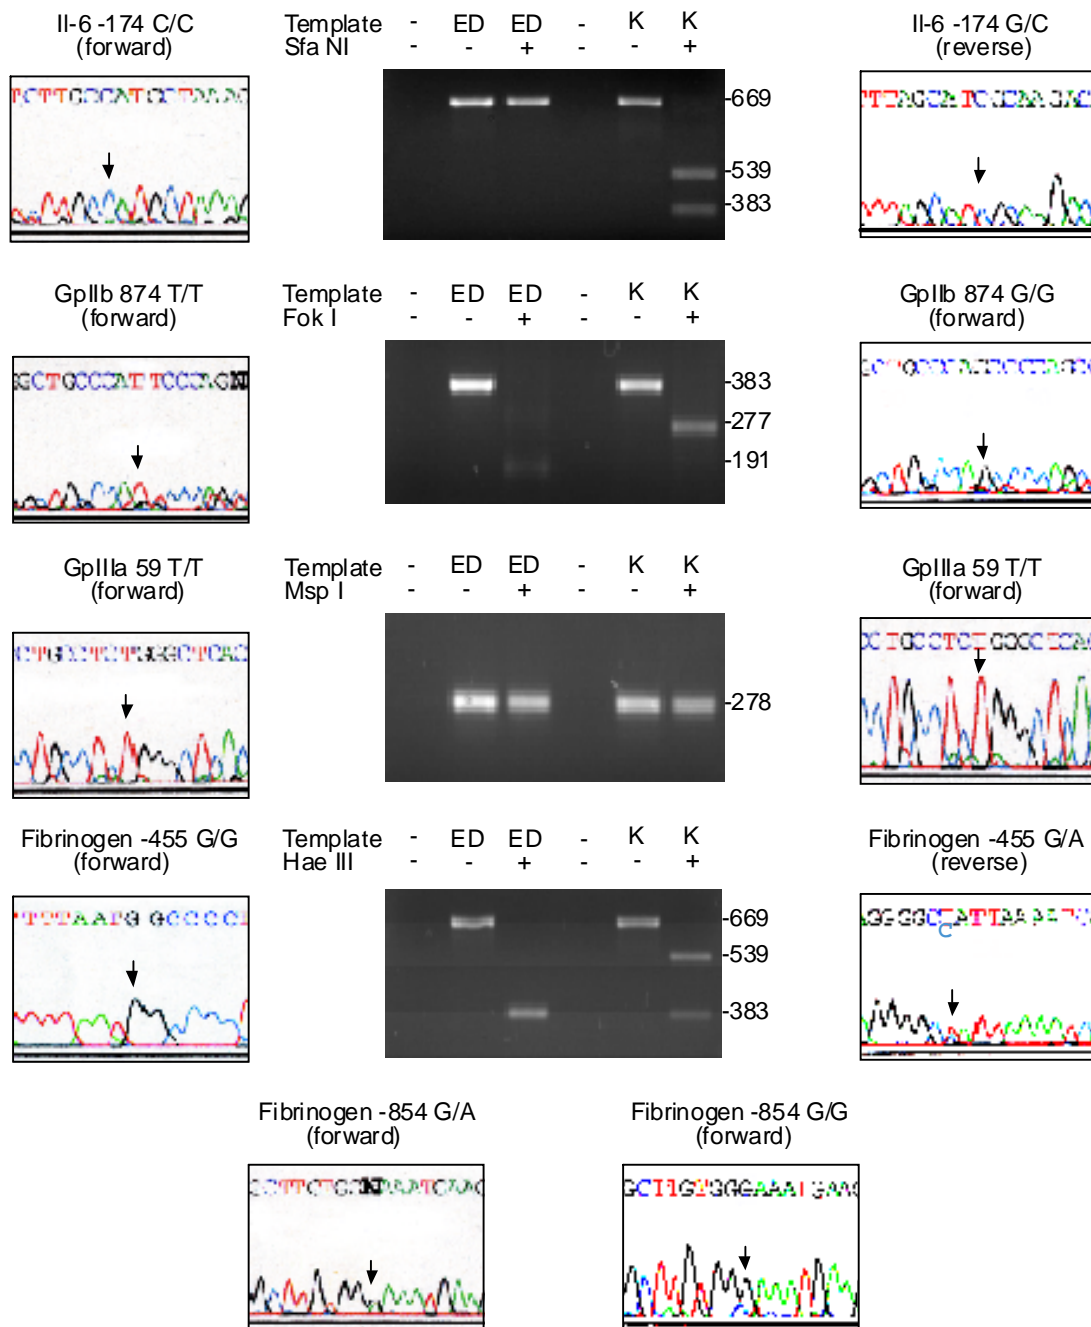 Il-6 -174 C/C
(forward)
Template - ED ED - K K
Sfa NI - - + - - +
Il-6 -174 G/C
(reverse)
-669
-539
-383
GpIIb 874 T/T
(forward)
Template - ED ED - K K
Fok I - - + - - +
GpIIb 874 G/G
(forward)
GCTGCCCATTCCCAGN
-383
-277
-191
GpIIIa 59 T/T
(forward)
Template - ED ED - K K
Msp I - - + - - +
GpIIIa 59 T/T
(forward)
-278
Fibrinogen -455 G/G
(forward)
Template - ED ED - K K
Hae III - - + - - +
Fibrinogen -455 G/A
(reverse)
C
-669
-539
-383
Fibrinogen -854 G/A
(forward)
Fibrinogen -854 G/G
(forward)